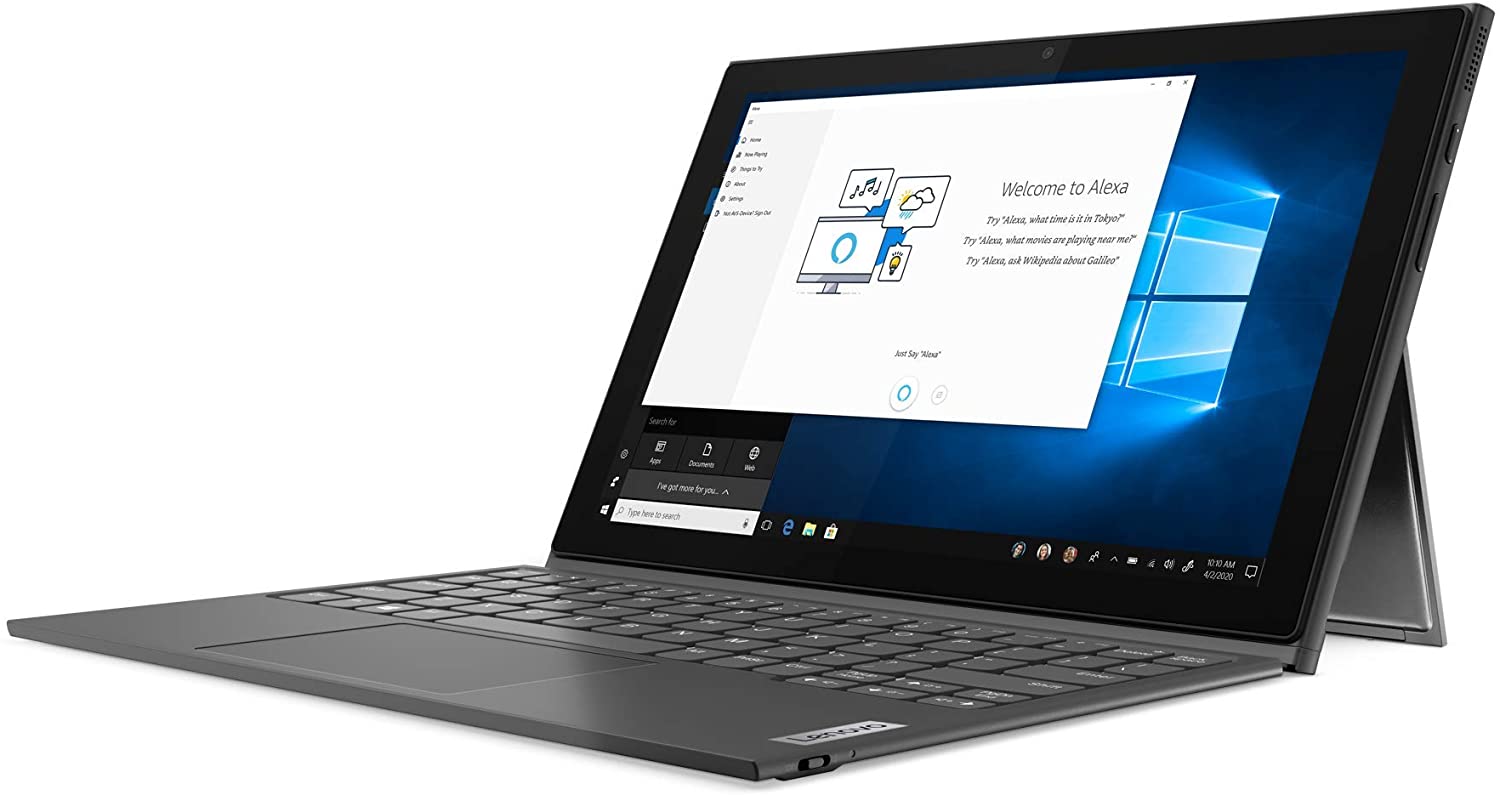 Alexa
Home
Now Playing
Things to Try
About
Settings
Welcome to Alexa
Try "Alexa, what time is it in Tokyo?"
Try "Alexa, what movies are playing near me?"
Try "Alexa, ask Wikipedia about Galileo"
Just Say "Alexa"
Search for
Apps
Documents
Web
I've got more for you...
Type here to search
10:10 AM
4/2/2020
Enter
Shift
Lenovo